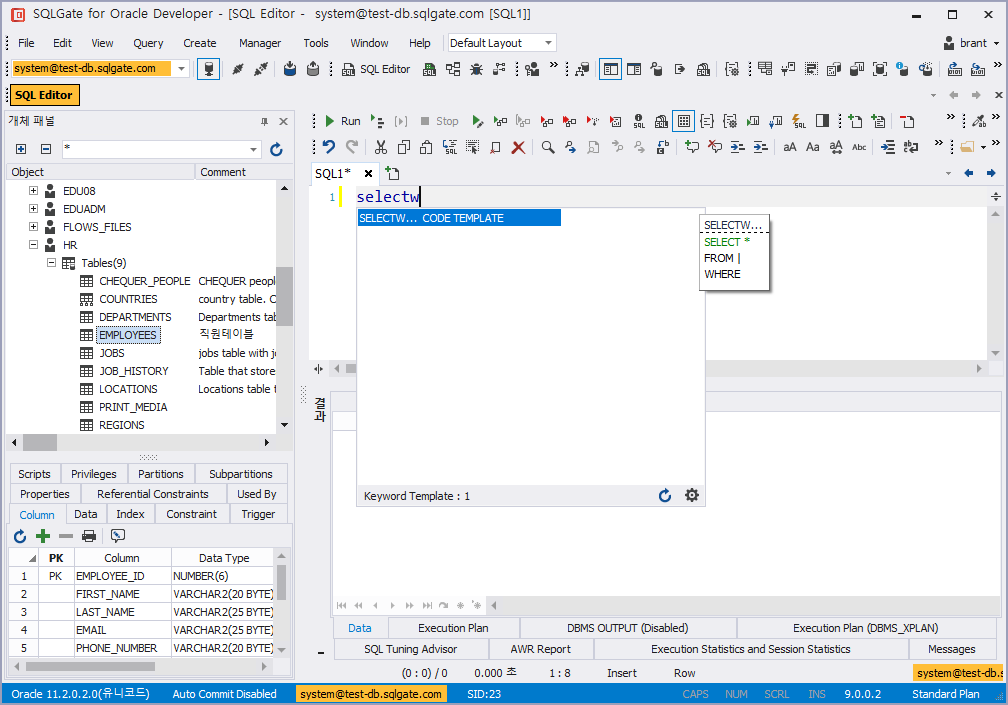 SQLGate for Oracle Developer - [SQL Editor - system@test-db.sqlgate.com [SQL1]]
File Edit View Query Create Manager Tools Window Help Default Layout brant
system@test-db.sqlgate.com SQL Editor
SQL Editor
개체 패널
Run Stop
*
Object Comment
SQL1*
EDU08
EDUADM
FLOWS_FILES
HR
Tables(9)
CHEQUER_PEOPLE CHEQUER peopl
COUNTRIES country table. C
DEPARTMENTS Departments tab
EMPLOYEES 직원테이블
JOBS jobs table with j
JOB_HISTORY Table that store
LOCATIONS Locations table t
PRINT_MEDIA
REGIONS
1 selectw
SELECTW... CODE TEMPLATE
SELECTW...
SELECT *
FROM |
WHERE
Keyword Template : 1
결과
Scripts Privileges Partitions Subpartitions
Properties Referential Constraints Used By
Column Data Index Constraint Trigger
PK Column Data Type
1 PK EMPLOYEE_ID NUMBER(6)
2 FIRST_NAME VARCHAR2(20 BYTE)
3 LAST_NAME VARCHAR2(25 BYTE)
4 EMAIL VARCHAR2(25 BYTE)
5 PHONE_NUMBER VARCHAR2(20 BYTE)
Data Execution Plan DBMS OUTPUT (Disabled) Execution Plan (DBMS_XPLAN)
SQL Tuning Advisor AWR Report Execution Statistics and Session Statistics Messages
(0 : 0) / 0 0.000 초 1 : 8 Insert Row system@test-db.s
Oracle 11.2.0.2.0(유니코드) Auto Commit Disabled system@test-db.sqlgate.com SID:23 CAPS NUM SCRL INS 9.0.0.2 Standard Plan